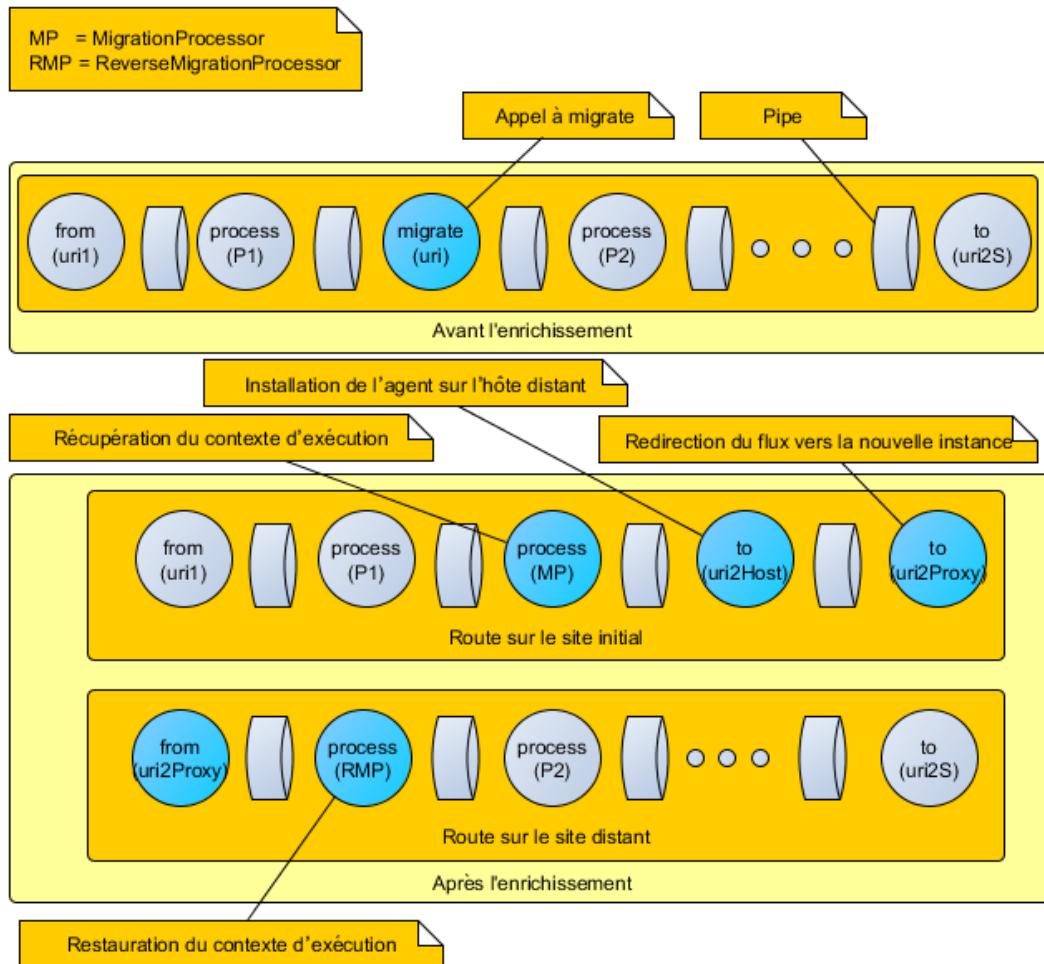 MP = MigrationProcessor
RMP = ReverseMigrationProcessor
Appel à migrate
Pipe
from
(uri1)
process
(P1)
migrate
(uri)
process
(P2)
to
(uri2S)
Avant l'enrichissement
Installation de l'agent sur l'hôte distant
Récupération du contexte d'exécution
Redirection du flux vers la nouvelle instance
from
(uri1)
process
(P1)
process
(MP)
to
(uri2Host)
to
(uri2Proxy)
Route sur le site initial
from
(uri2Proxy)
process
(RMP)
process
(P2)
to
(uri2S)
Route sur le site distant
Après l'enrichissement
Restauration du contexte d'exécution